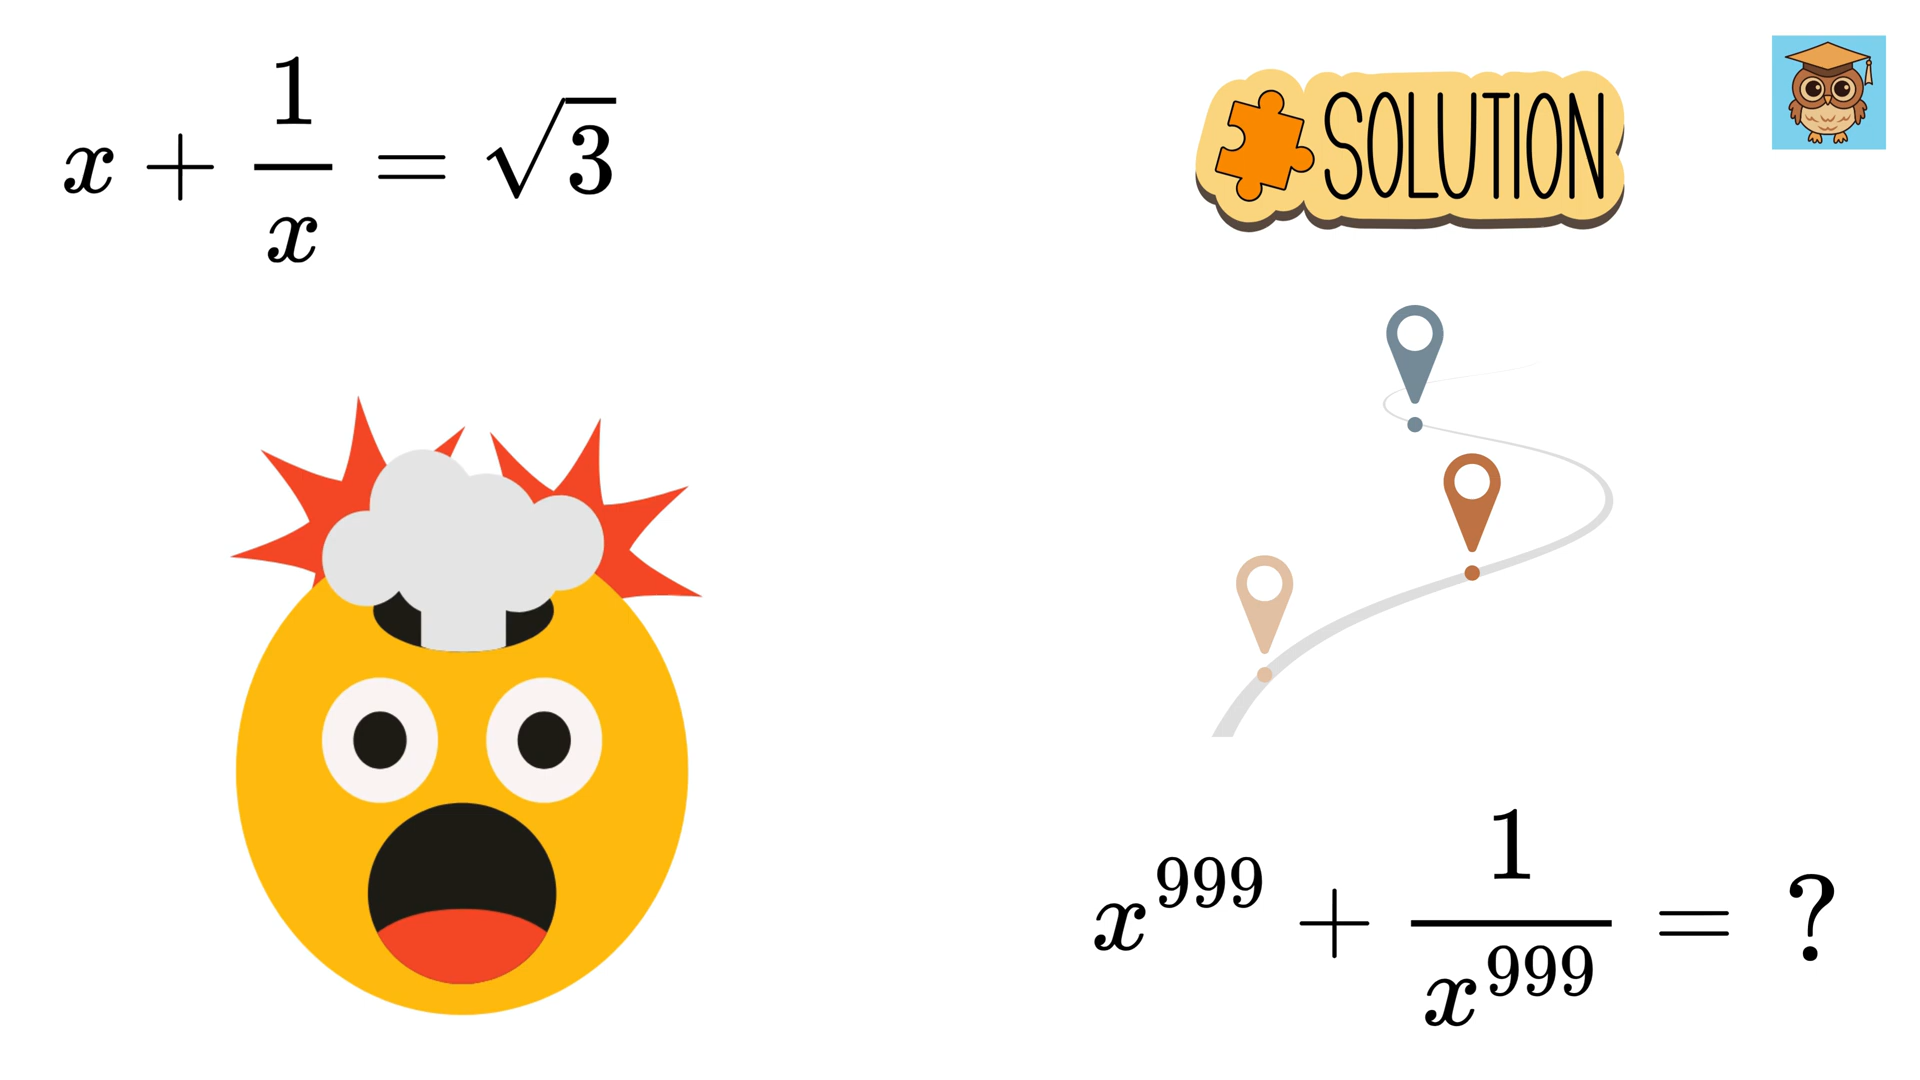 x + 1/x = √3
SOLUTION
x^999 + 1/x^999 = ?